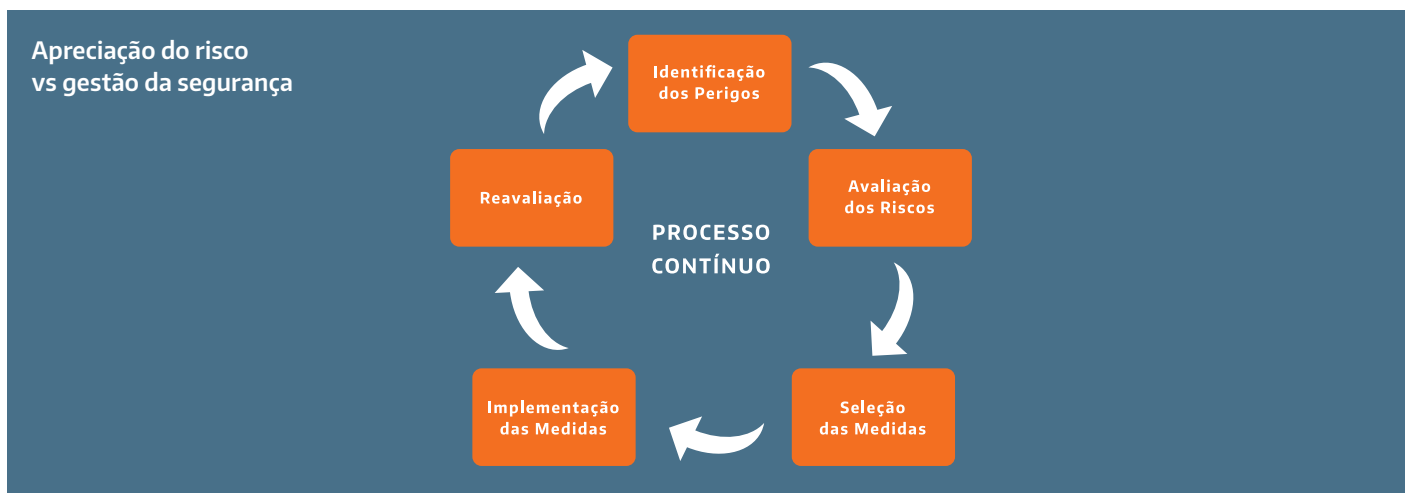 Apreciação do risco
vs gestão da segurança
Identificação
dos Perigos
Avaliação
dos Riscos
Seleção
das Medidas
Implementação
das Medidas
Reavaliação
PROCESSO
CONTÍNUO